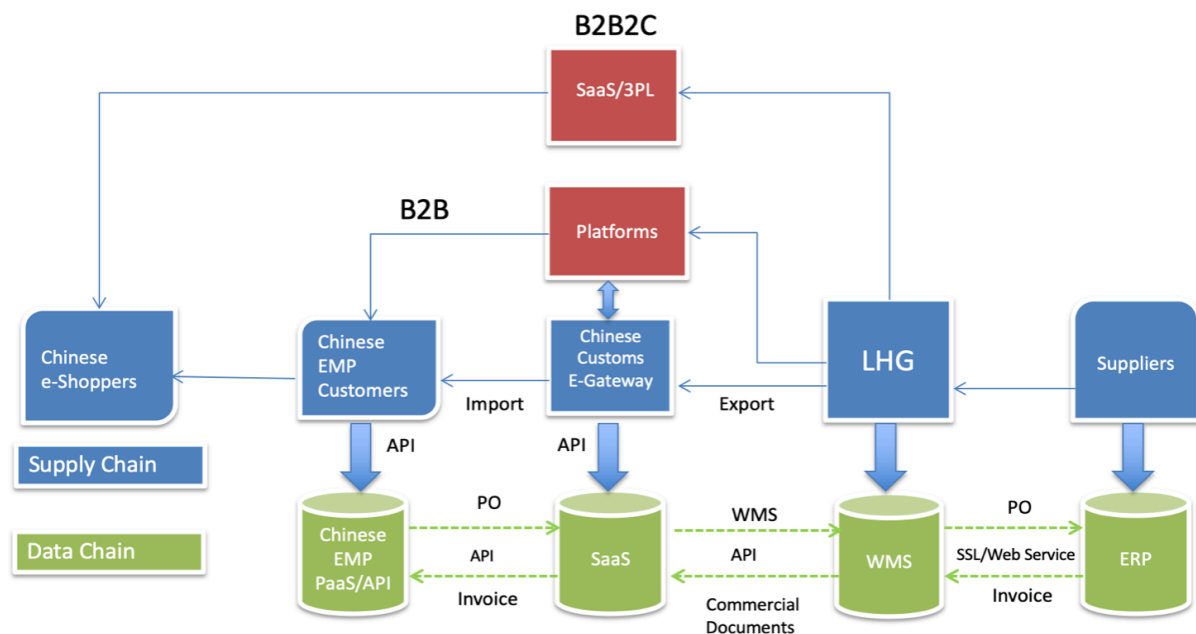 B2B2C
SaaS/3PL
B2B
Platforms
Chinese
e-Shoppers
Chinese
EMP
Customers
Import
Chinese
Customs
E-Gateway
Export
LHG
Suppliers
API
API
Supply Chain
Data Chain
Chinese
EMP
PaaS/API
PO
API
Invoice
SaaS
WMS
API
Commercial
Documents
WMS
PO
SSL/Web Service
Invoice
ERP